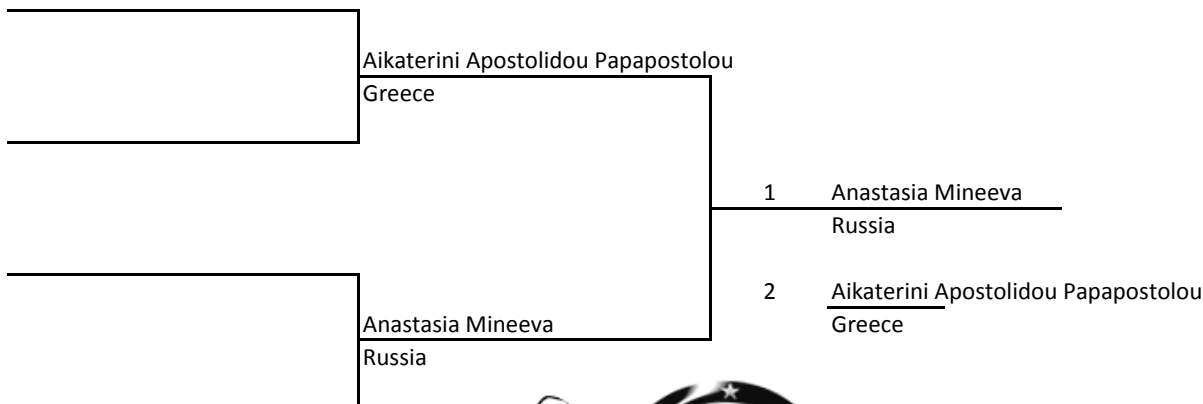 Aikaterini Apostolidou Papapostolou
Greece
1 Anastasia Mineeva
Russia
2 Aikaterini Apostolidou Papapostolou
Greece
Anastasia Mineeva
Russia